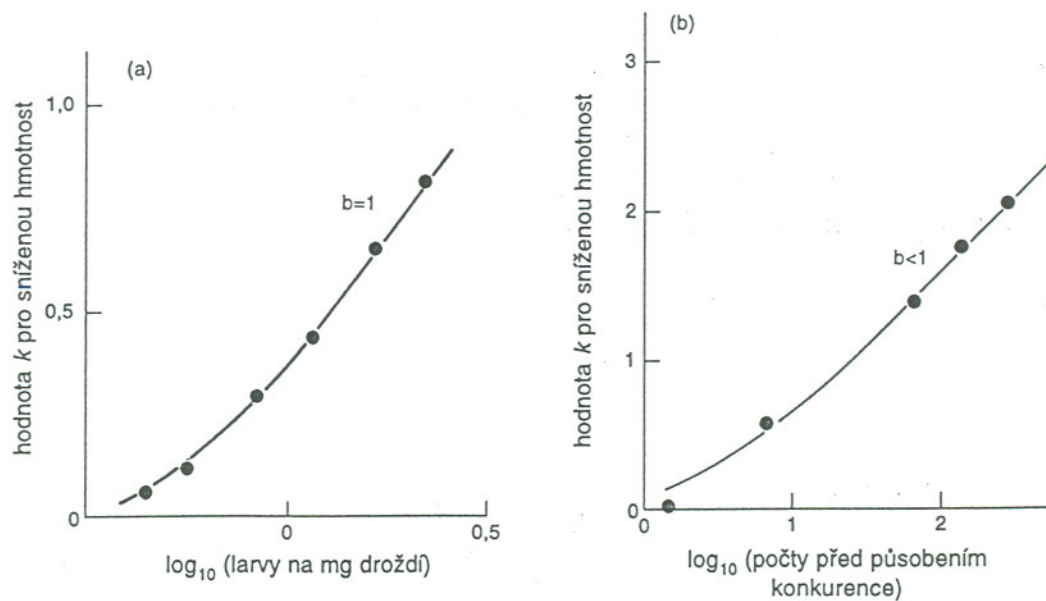 (a)
hodnota k pro sníženou hmotnost
1,0
0,5
0
b=1
0
0,5
log10 (larvy na mg droždí)
(b)
hodnota k pro sníženou hmotnost
3
2
1
0
b<1
0
1
2
log10 (počty před působením
konkurence)